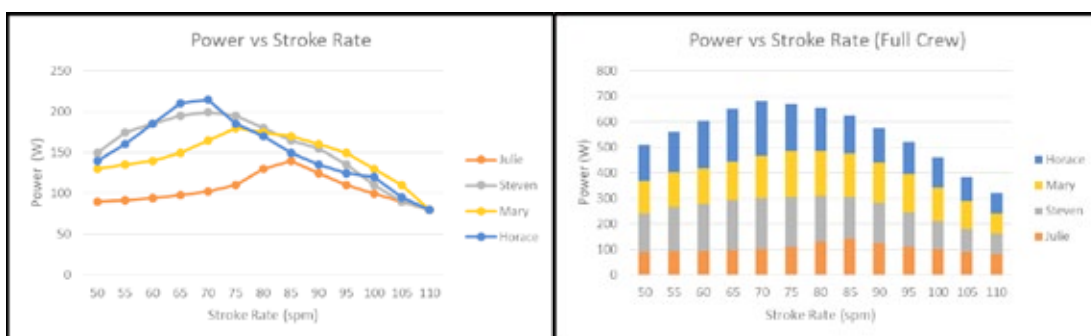 Power vs Stroke Rate
250
200
150
100
50
0
Power (W)
50 55 60 65 70 75 80 85 90 95 100 105 110
Stroke Rate (spm)
Julie
Steven
Mary
Horace
Power vs Stroke Rate (Full Crew)
800
700
600
500
400
300
200
100
0
Power (W)
50 55 60 65 70 75 80 85 90 95 100 105 110
Stroke Rate (spm)
Horace
Mary
Steven
Julie